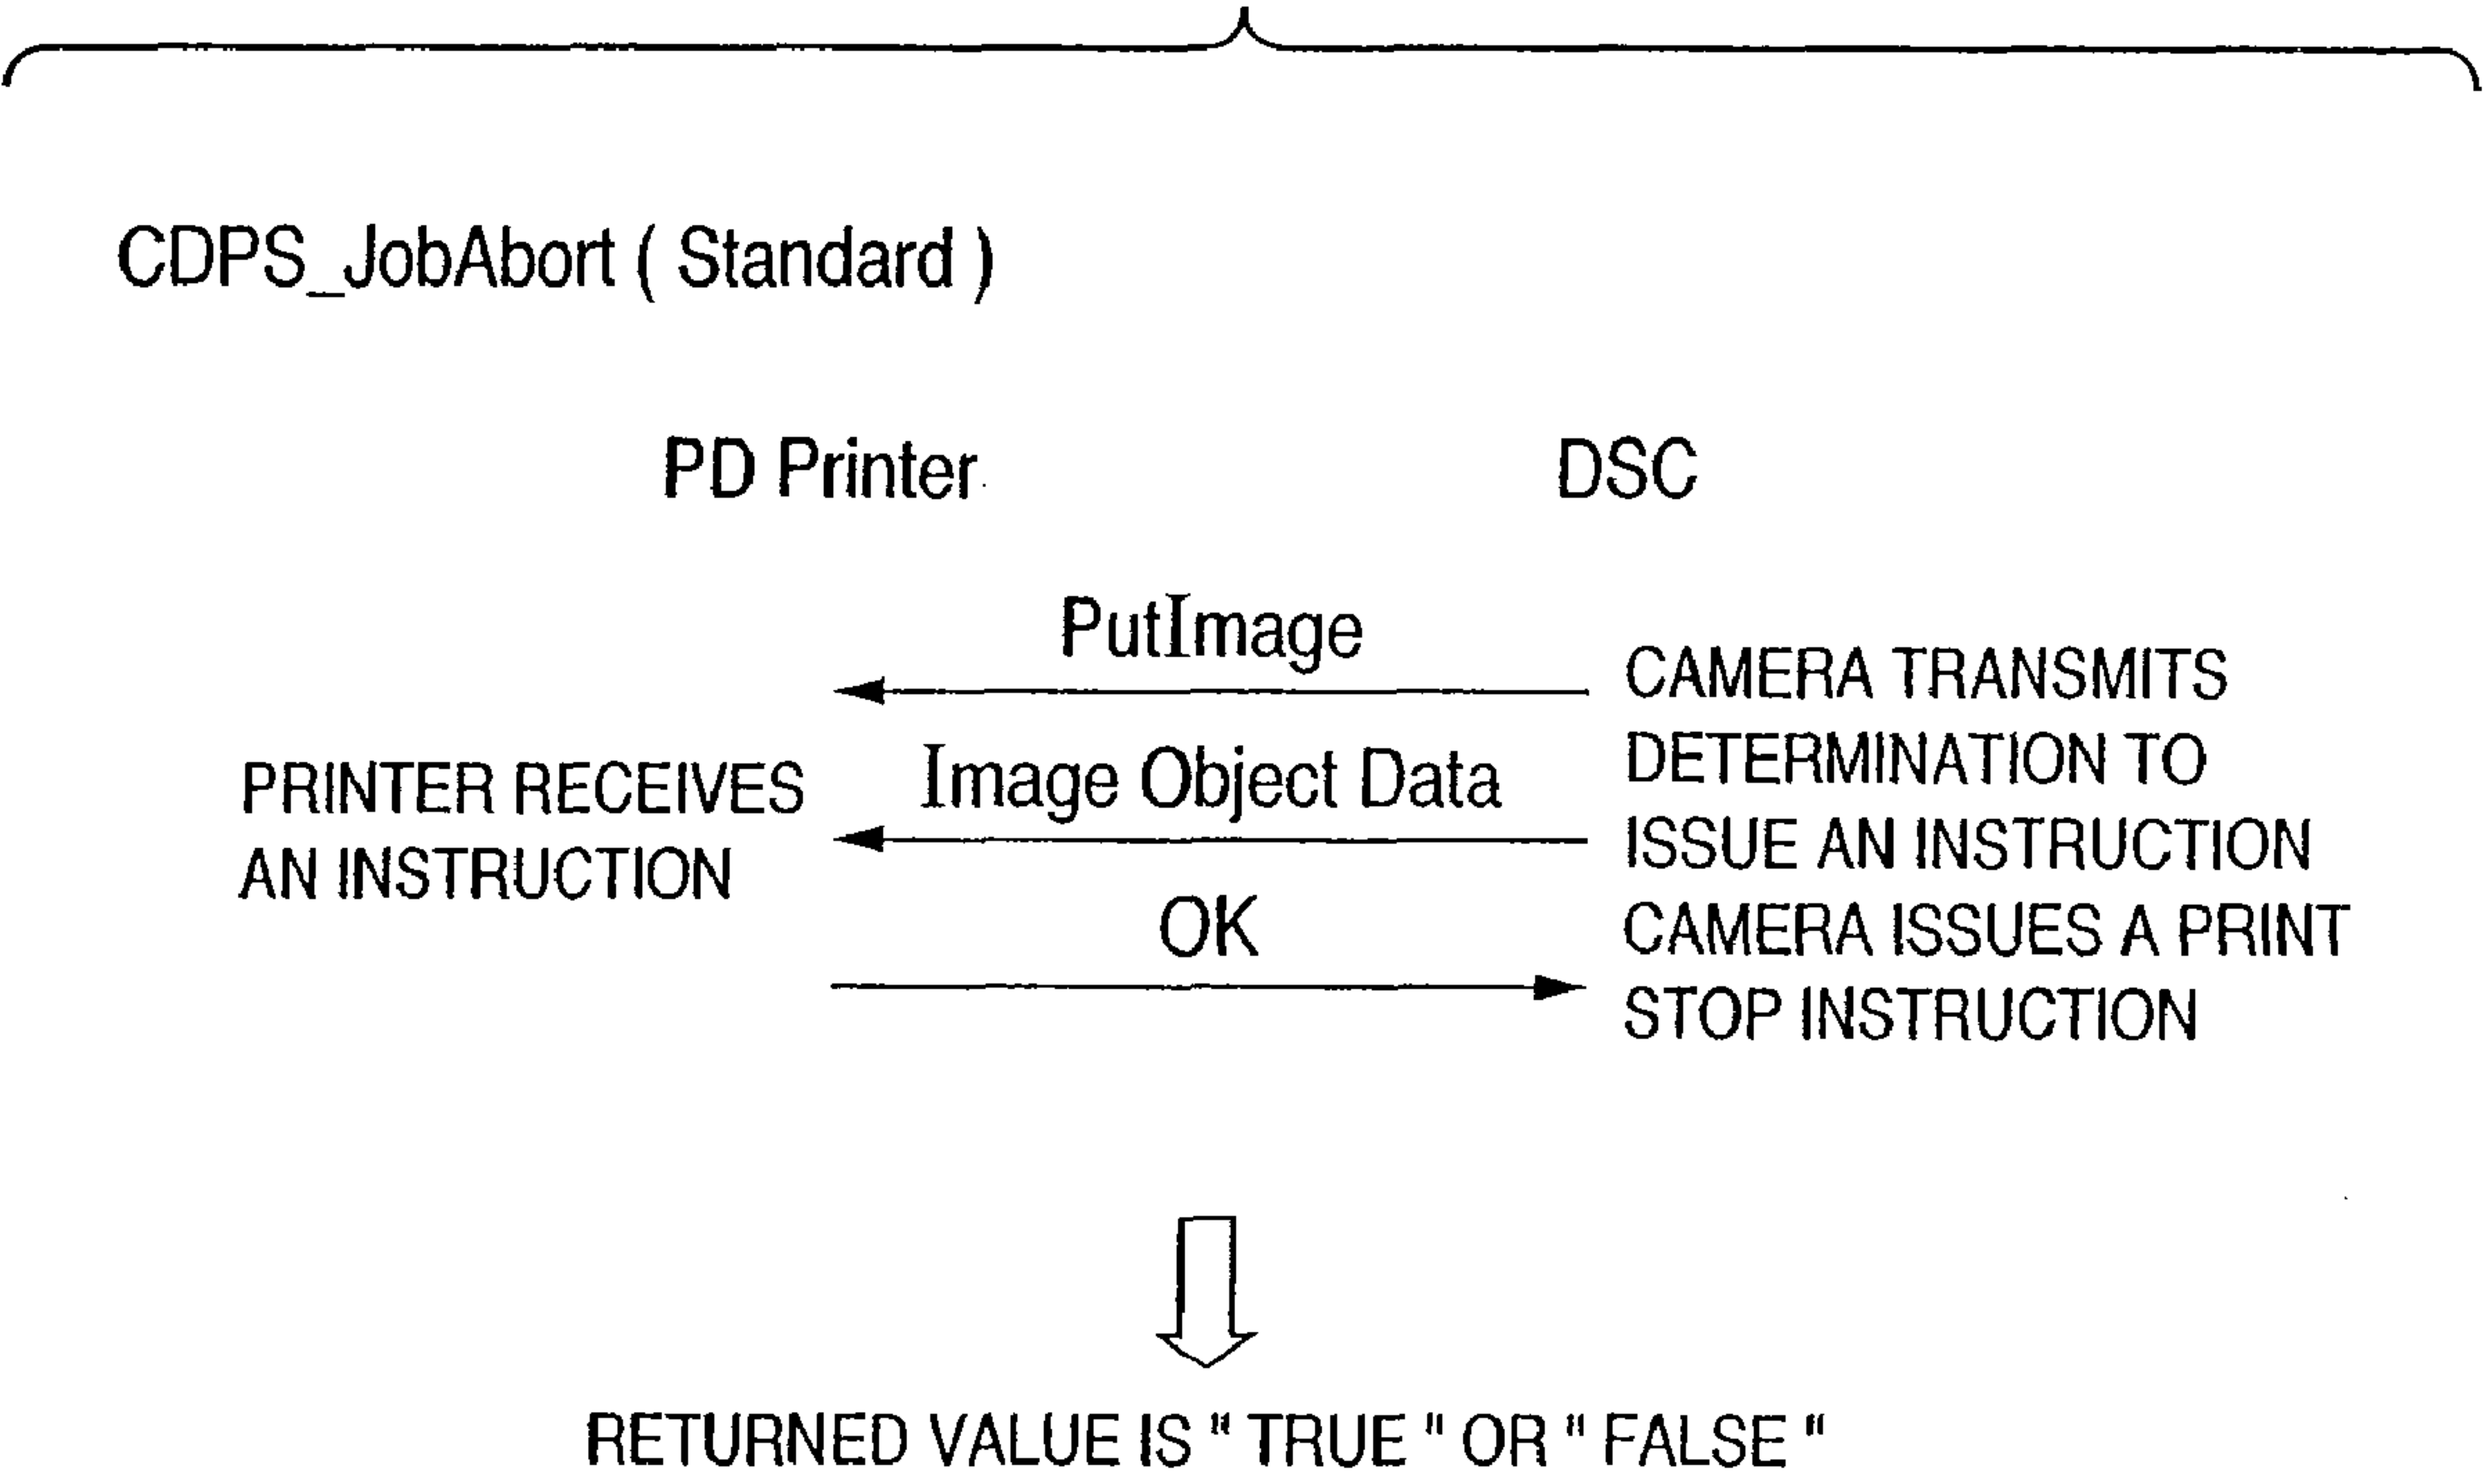 CDPS_JobAbort ( Standard )
PD Printer
DSC
PutImage
Image Object Data
OK
PRINTER RECEIVES
AN INSTRUCTION
CAMERA TRANSMITS
DETERMINATION TO
ISSUE AN INSTRUCTION
CAMERA ISSUES A PRINT
STOP INSTRUCTION
RETURNED VALUE IS " TRUE " OR " FALSE "